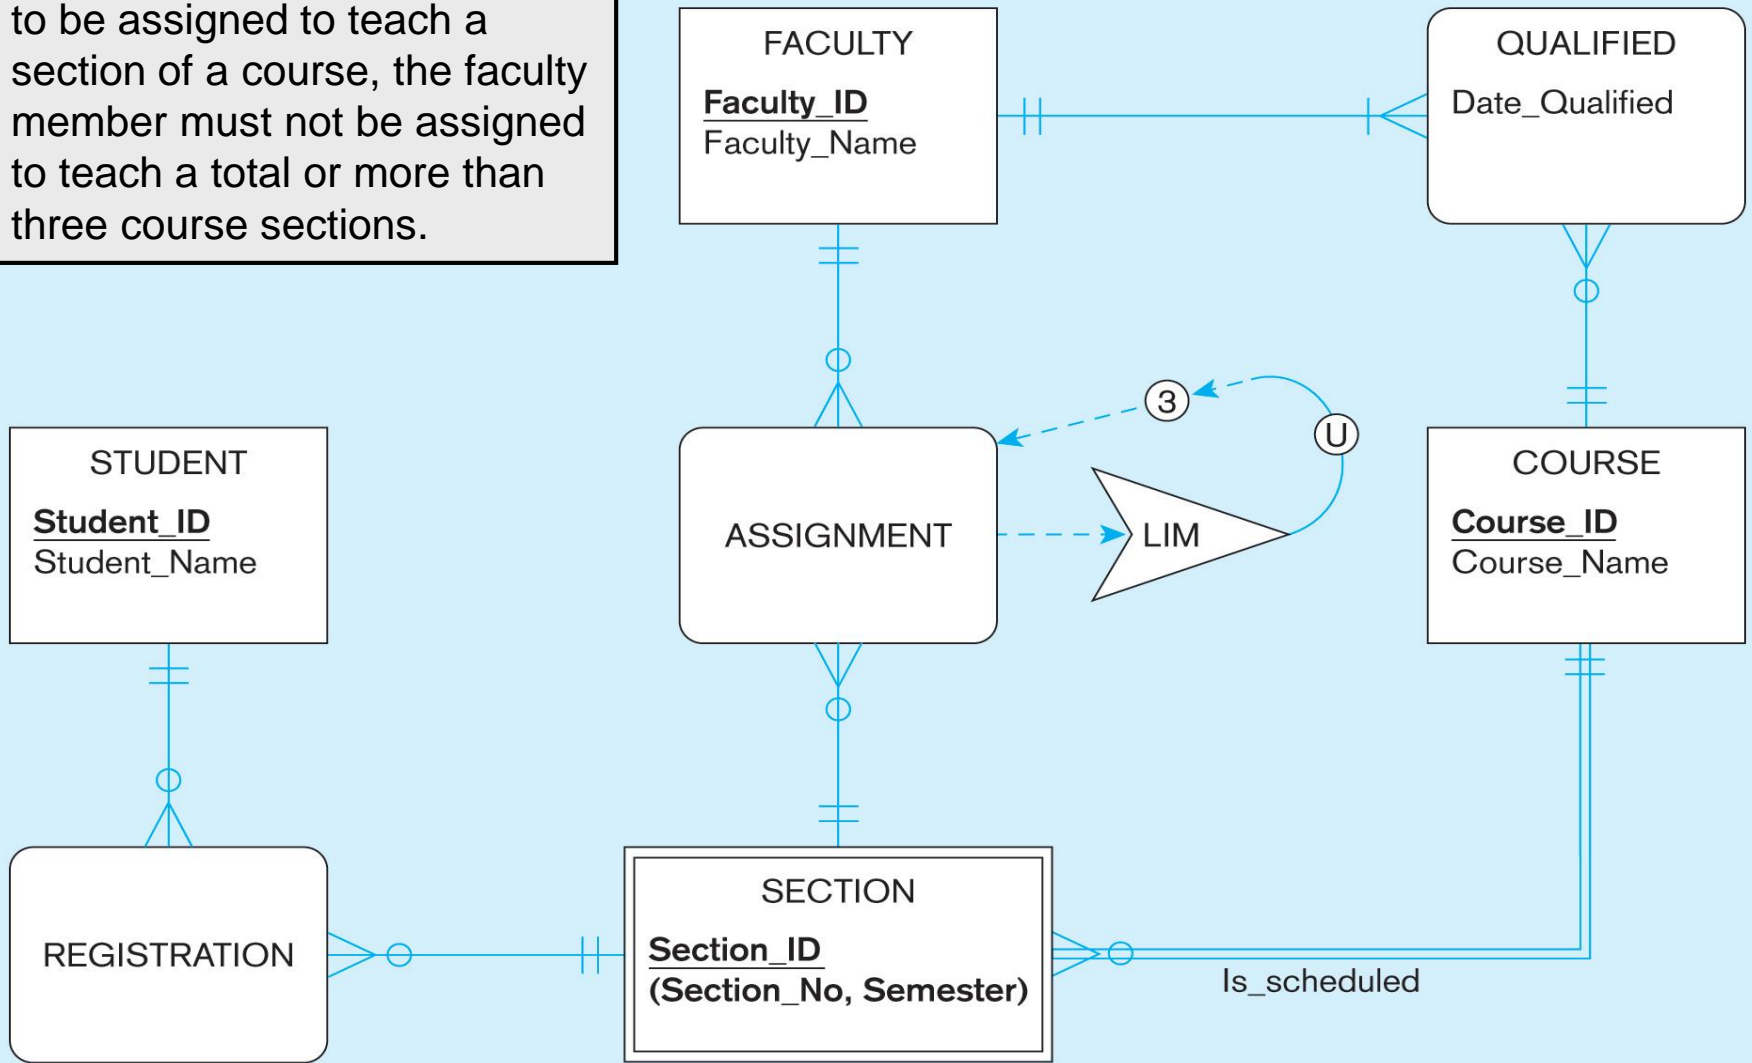 to be assigned to teach a
section of a course, the faculty
member must not be assigned
to teach a total or more than
three course sections.
FACULTY
Faculty_ID
Faculty_Name
QUALIFIED
Date_Qualified
3
U
STUDENT
Student_ID
Student_Name
ASSIGNMENT
LIM
COURSE
Course_ID
Course_Name
REGISTRATION
SECTION
Section_ID
(Section_No, Semester)
Is_scheduled